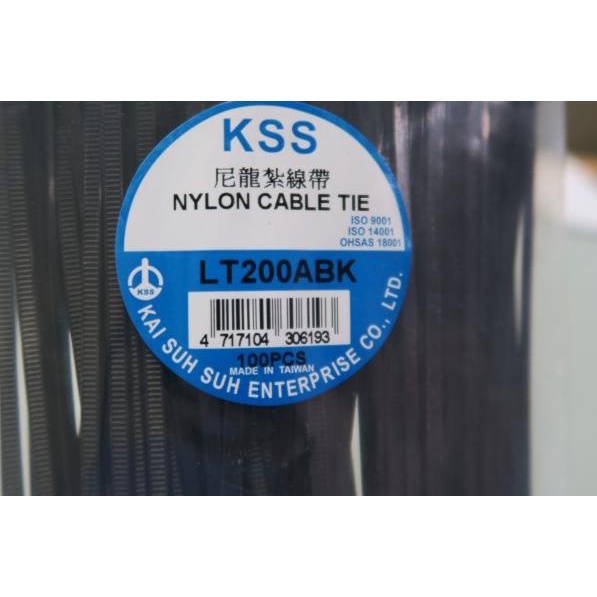 KSS
尼龍紮線帶
NYLON CABLE TIE
ISO 9001
ISO 14001
OHSAS 18001
LT200ABK
KSS
4 717104 306193
100PCS
MADE IN TAIWAN
KAI SUH SUH ENTERPRISE CO., LTD.